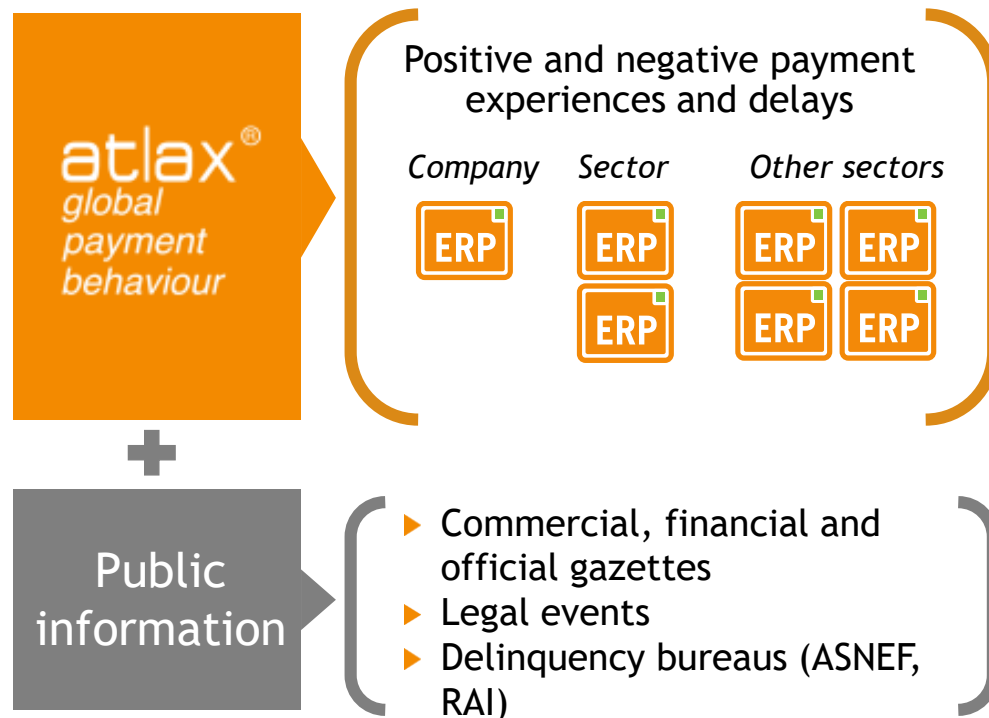 atlax®
global
payment
behaviour
Positive and negative payment
experiences and delays
Company Sector Other sectors
ERP ERP ERP ERP
ERP ERP ERP
Public
information
Commercial, financial and
official gazettes
Legal events
Delinquency bureaus (ASNEF,
RAI)